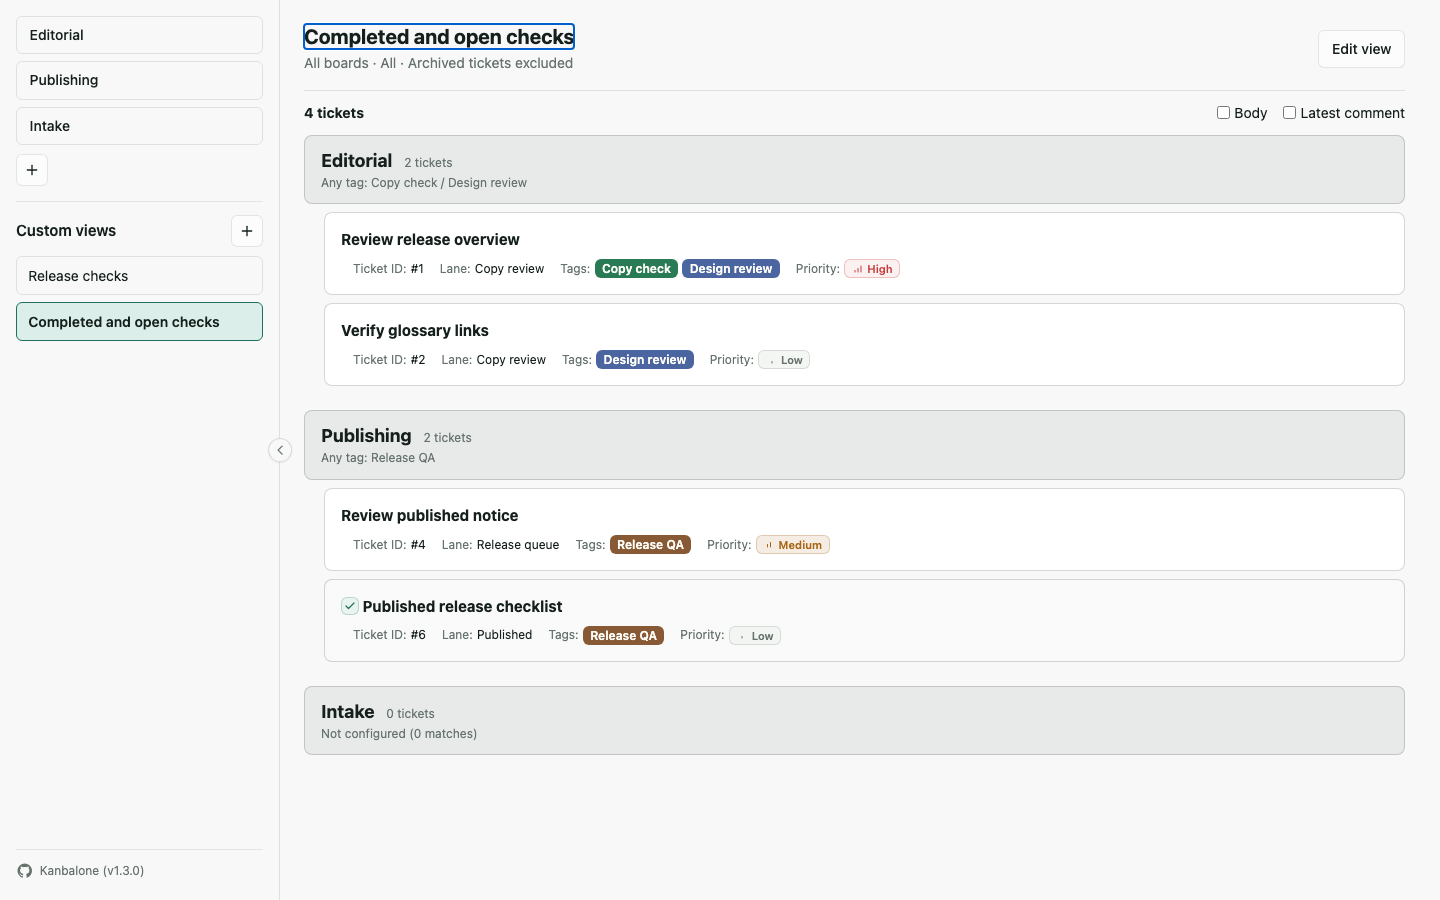 Editorial
Publishing
Intake
+
Custom views
+
Release checks
Completed and open checks
Kanbalone (v1.3.0)
Completed and open checks
All boards · All · Archived tickets excluded
Edit view
4 tickets
Body
Latest comment
Editorial 2 tickets
Any tag: Copy check / Design review
Review release overview
Ticket ID: #1 Lane: Copy review Tags: Copy check Design review Priority: High
Verify glossary links
Ticket ID: #2 Lane: Copy review Tags: Design review Priority: Low
Publishing 2 tickets
Any tag: Release QA
Review published notice
Ticket ID: #4 Lane: Release queue Tags: Release QA Priority: Medium
Published release checklist
Ticket ID: #6 Lane: Published Tags: Release QA Priority: Low
Intake 0 tickets
Not configured (0 matches)